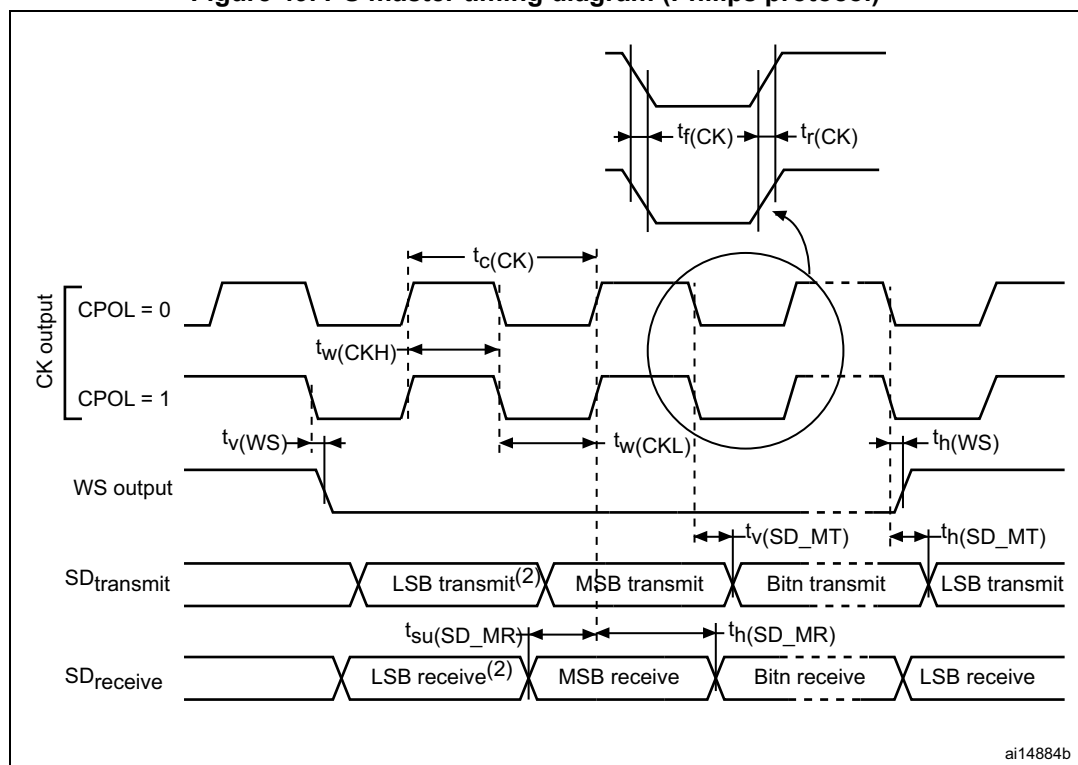 tf(CK)
tr(CK)
tc(CK)
CK output
CPOL = 0
tw(CKH)
CPOL = 1
tv(WS)
tw(CKL)
th(WS)
WS output
tv(SD_MT)
th(SD_MT)
SDtransmit
LSB transmit(2)
MSB transmit
Bitn transmit
LSB transmit
tsu(SD_MR)
th(SD_MR)
SDreceive
LSB receive(2)
MSB receive
Bitn receive
LSB receive
ai14884b